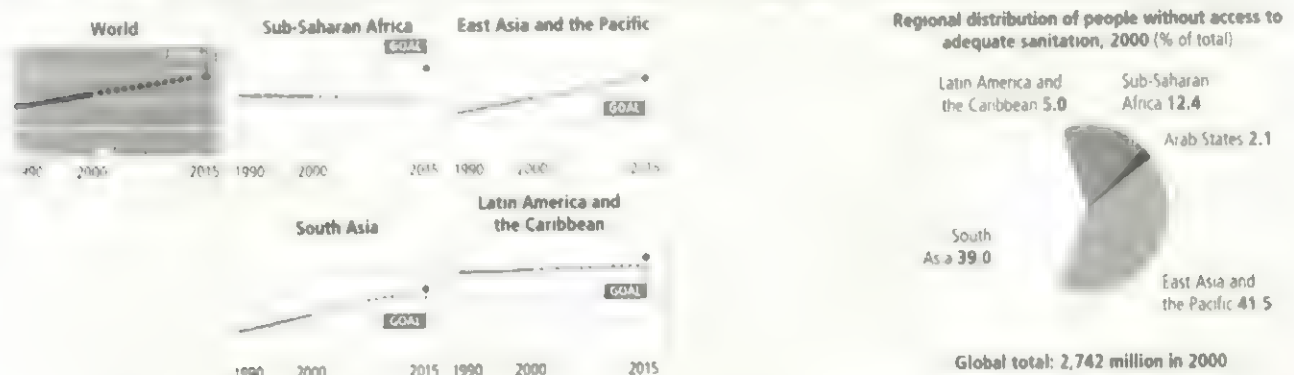 World
2000
2015
Sub-Saharan Africa
GOAL
1990 2000 2015
East Asia and the Pacific
GOAL
1990 2000 2015
South Asia
GOAL
1990 2000 2015
Latin America and
the Caribbean
GOAL
1990 2000 2015
Regional distribution of people without access to
adequate sanitation, 2000 (% of total)
Latin America and
the Caribbean 5.0
Sub-Saharan
Africa 12.4
Arab States 2.1
South
Asia 39.0
East Asia and
the Pacific 41.5
Global total: 2,742 million in 2000